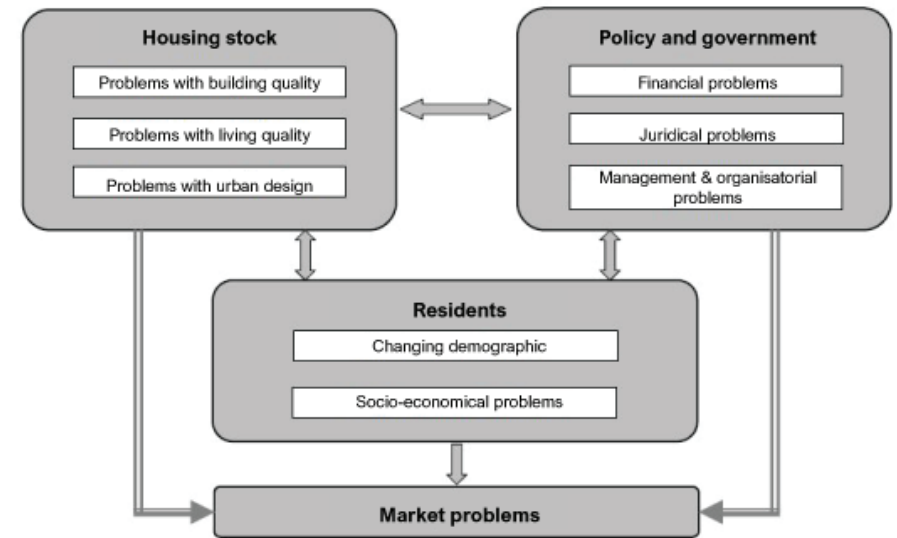 Housing stock
Problems with building quality
Problems with living quality
Problems with urban design
Policy and government
Financial problems
Juridical problems
Management & organisatorial
problems
Residents
Changing demographic
Socio-economical problems
Market problems